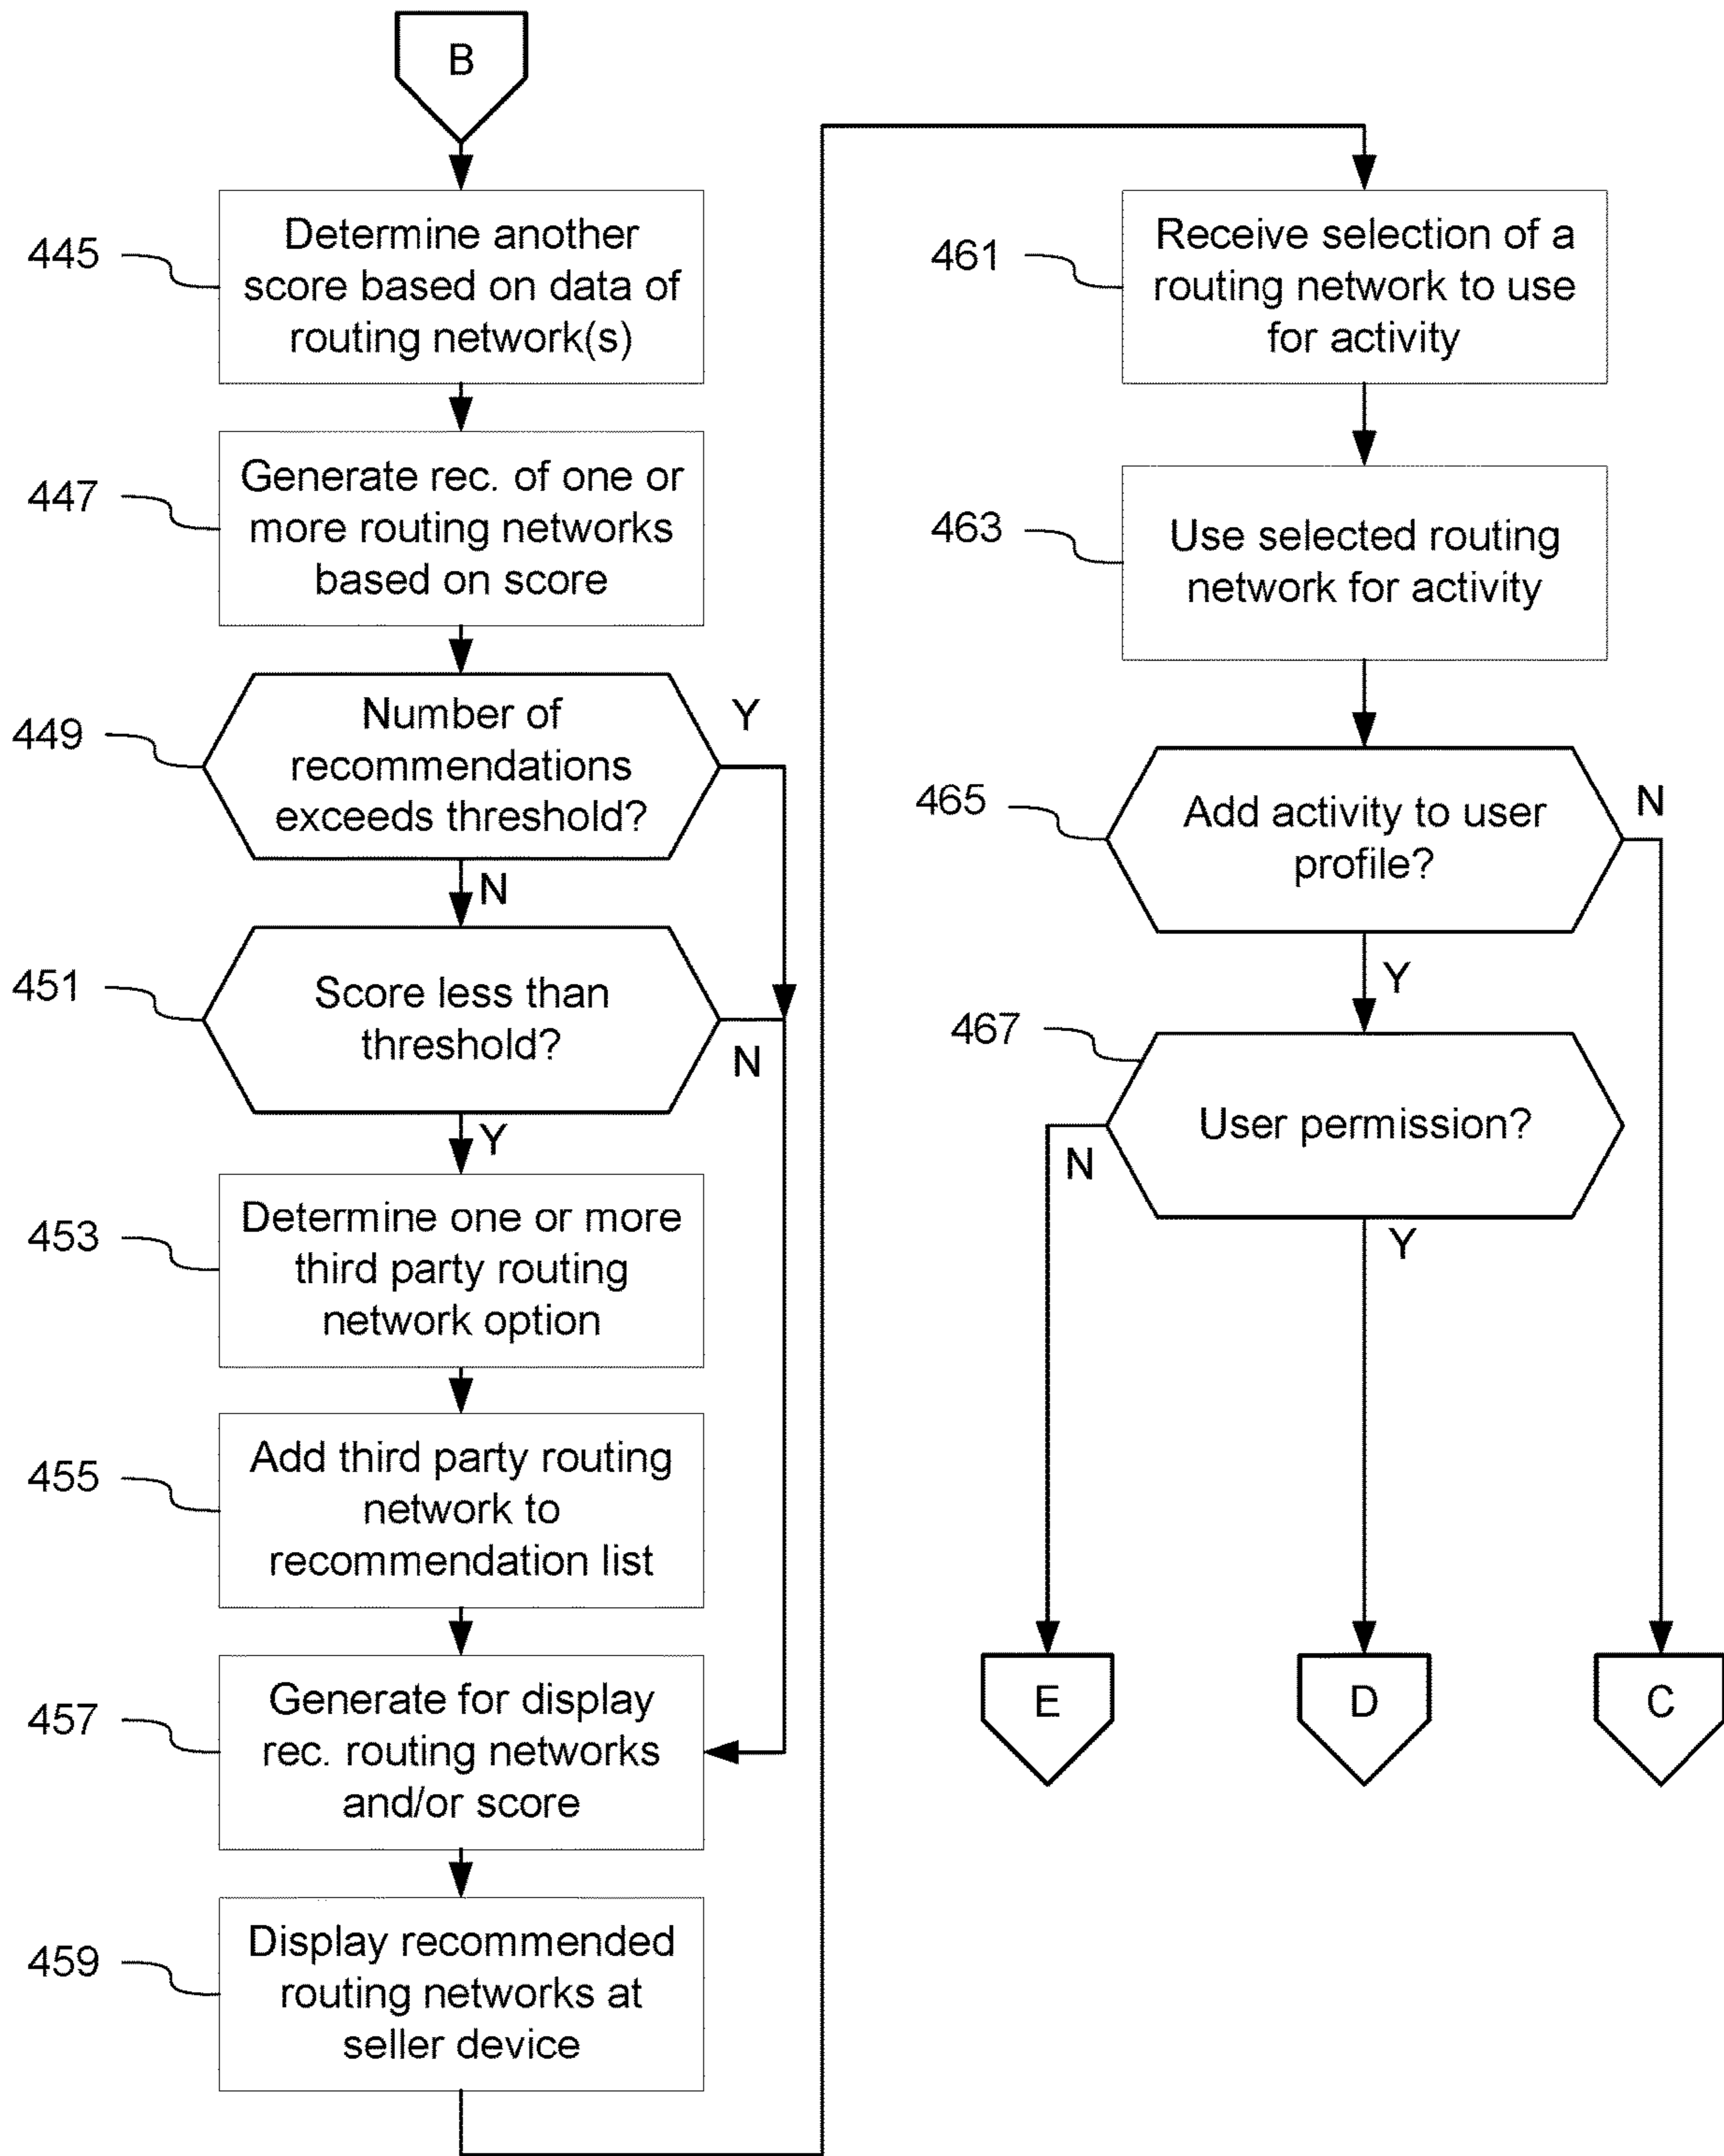 B
445
Determine another
score based on data of
routing network(s)
447
Generate rec. of one or
more routing networks
based on score
449
Number of
recommendations
exceeds threshold?
Y
N
451
Score less than
threshold?
N
Y
453
Determine one or more
third party routing
network option
455
Add third party routing
network to
recommendation list
457
Generate for display
rec. routing networks
and/or score
459
Display recommended
routing networks at
seller device
461
Receive selection of a
routing network to use
for activity
463
Use selected routing
network for activity
465
Add activity to user
profile?
N
Y
467
User permission?
N
Y
E
D
C